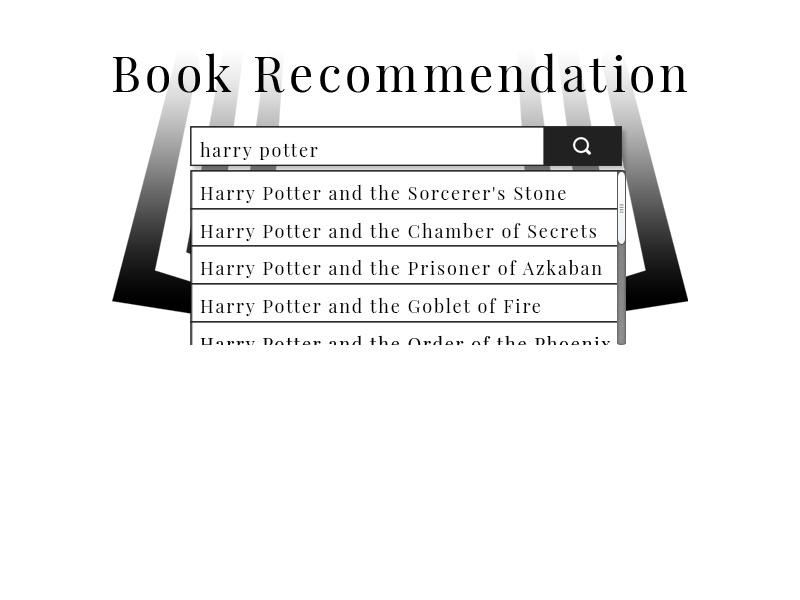 Book Recommendation
harry potter
Harry Potter and the Sorcerer's Stone
Harry Potter and the Chamber of Secrets
Harry Potter and the Prisoner of Azkaban
Harry Potter and the Goblet of Fire
Harry Potter and the Order of the Phoenix